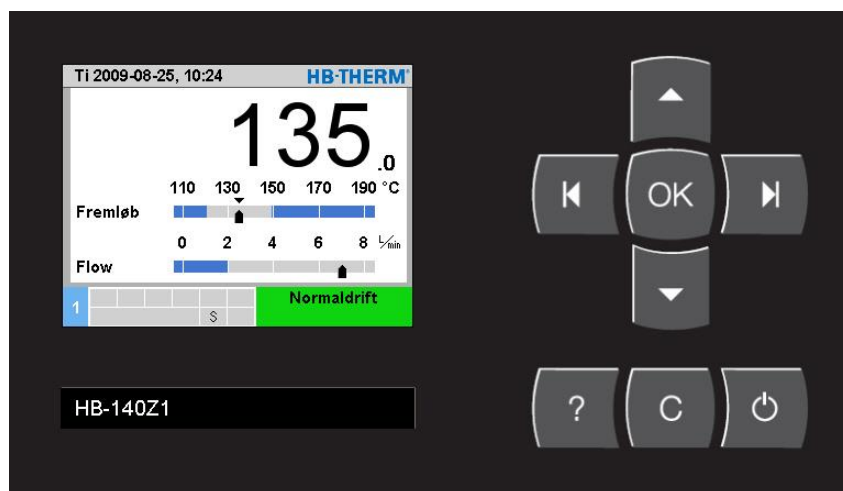 Ti 2009-08-25, 10:24 HB-THERM®
135.0
110 130 150 170 190 °C
Fremløb
0 2 4 6 8 L/min
Flow
1 Normaldrift
S
HB-140Z1
OK
? C